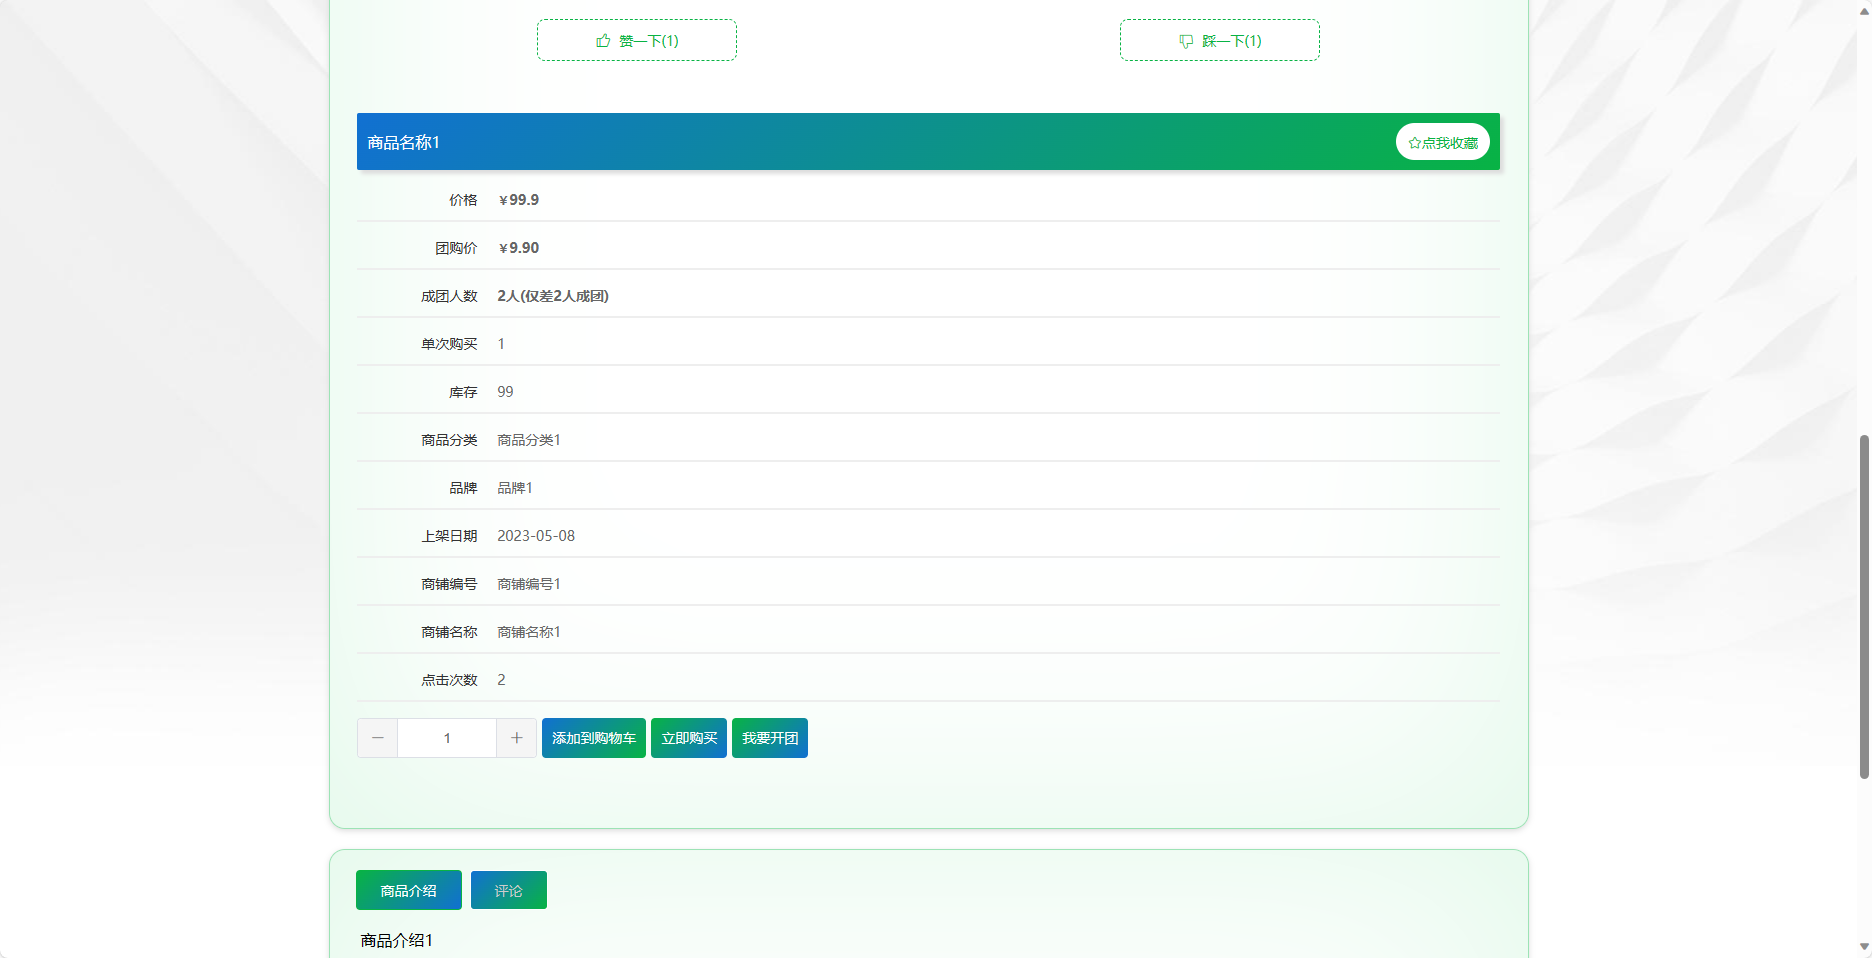 赞一下(1)
踩一下(1)
商品名称1
点我收藏
价格 ￥99.9
团购价 ￥9.90
成团人数 2人(仅差2人成团)
单次购买 1
库存 99
商品分类 商品分类1
品牌 品牌1
上架日期 2023-05-08
商铺编号 商铺编号1
商铺名称 商铺名称1
点击次数 2
1 添加到购物车 立即购买 我要开团
商品介绍 评论
商品介绍1